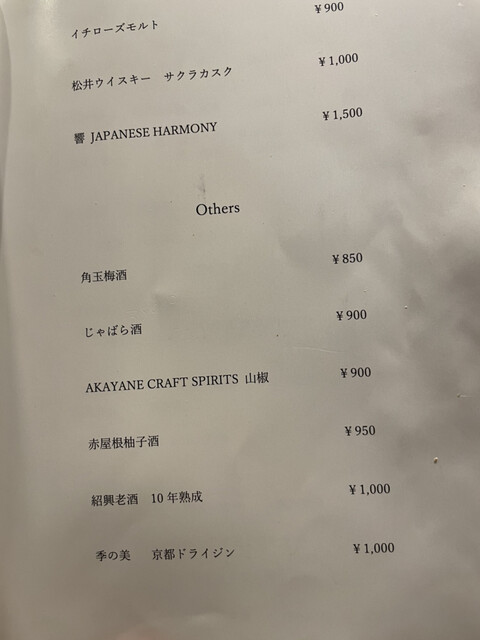 イチローズモルト ¥900
松井ウイスキー サクラカスク ¥1,000
響 JAPANESE HARMONY ¥1,500
Others
角玉梅酒 ¥850
じゃばら酒 ¥900
AKAYANE CRAFT SPIRITS 山椒 ¥900
赤屋根柚子酒 ¥950
紹興老酒 10年熟成 ¥1,000
季の美 京都ドライジン ¥1,000